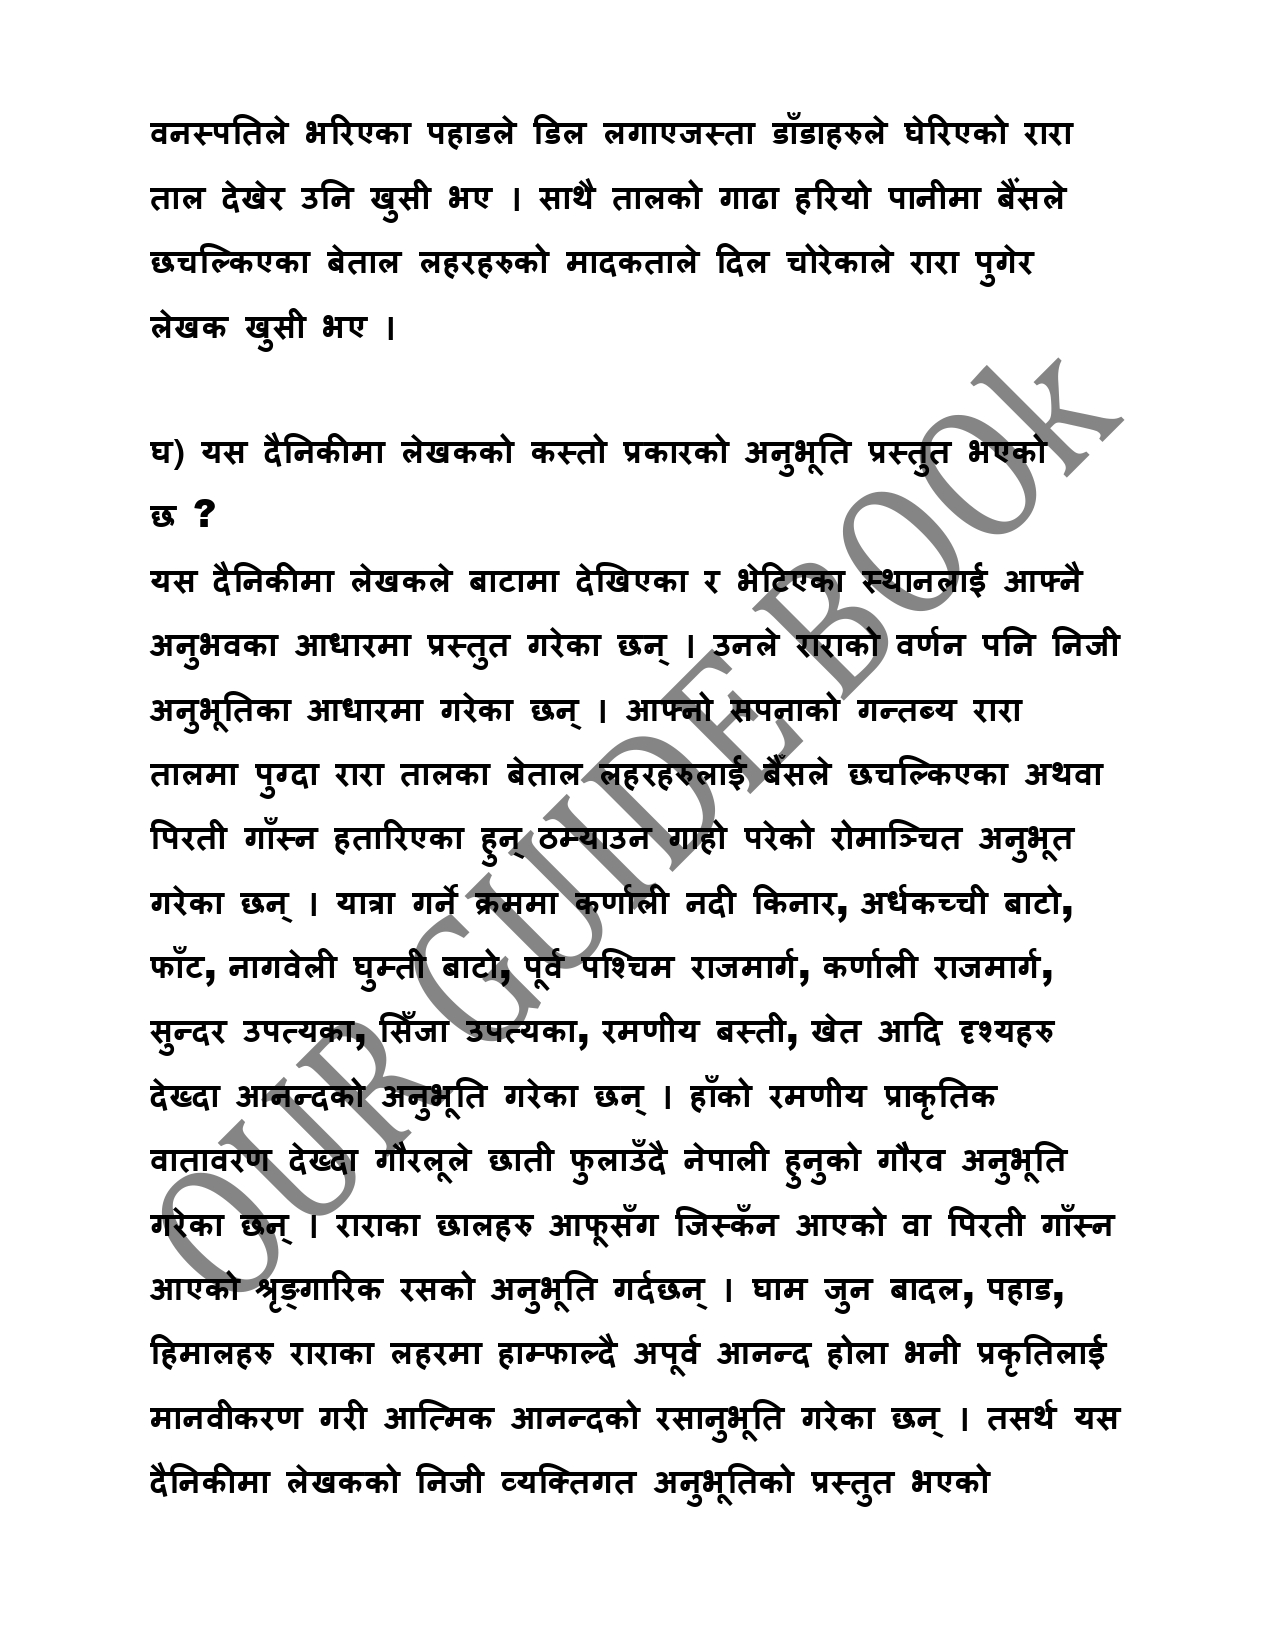 वनस्पतिले भरिएका पहाडले डिल लगाएजस्ता डाँडाहरुले घेरिएको रारा
ताल देखेर उनि खुसी भए । साथै तालको गाढा हरियो पानीमा बैंसले
छचल्किएका बेताल लहरहरुको मादकताले दिल चोरेकाले रारा पुगेर
लेखक खुसी भए ।
घ) यस दैनिकीमा लेखकको कस्तो प्रकारको अनुभूति प्रस्तुत भएको
छ ?
यस दैनिकीमा लेखकले बाटामा देखिएका र भेटिएका स्थानलाई आफ्नै
अनुभवका आधारमा प्रस्तुत गरेका छन् । उनले राराको वर्णन पनि निजी
अनुभूतिका आधारमा गरेका छन् । आफ्नो सपनाको गन्तब्य रारा
तालमा पुग्दा रारा तालका बेताल लहरहरुलाई बैँसले छचल्किएका अथवा
पिरती गाँस्न हतारिएका हुन् ठम्याउन गाहो परेको रोमाञ्चित अनुभूत
गरेका छन् । यात्रा गर्ने क्रममा कर्णाली नदी किनार, अर्धकच्ची बाटो,
फाँट, नागवेली घुम्ती बाटो, पूर्व पश्चिम राजमार्ग, कर्णाली राजमार्ग,
सुन्दर उपत्यका, सिँजा उपत्यका, रमणीय बस्ती, खेत आदि दृश्यहरु
देख्दा आनन्दको अनुभूति गरेका छन् । हाँको रमणीय प्राकृतिक
वातावरण देख्दा गौरलूले छाती फुलाउँदै नेपाली हुनुको गौरव अनुभूति
गरेका छन् । राराका छालहरु आफूसँग जिस्कँन आएको वा पिरती गाँस्न
आएको श्रृङ्गारिक रसको अनुभूति गर्दछन् । घाम जुन बादल, पहाड,
हिमालहरु राराका लहरमा हाम्फाल्दै अपूर्व आनन्द होला भनी प्रकृतिलाई
मानवीकरण गरी आत्मिक आनन्दको रसानुभूति गरेका छन् । तसर्थ यस
दैनिकीमा लेखकको निजी व्यक्तिगत अनुभूतिको प्रस्तुत भएको
OUR GUIDE BOOk